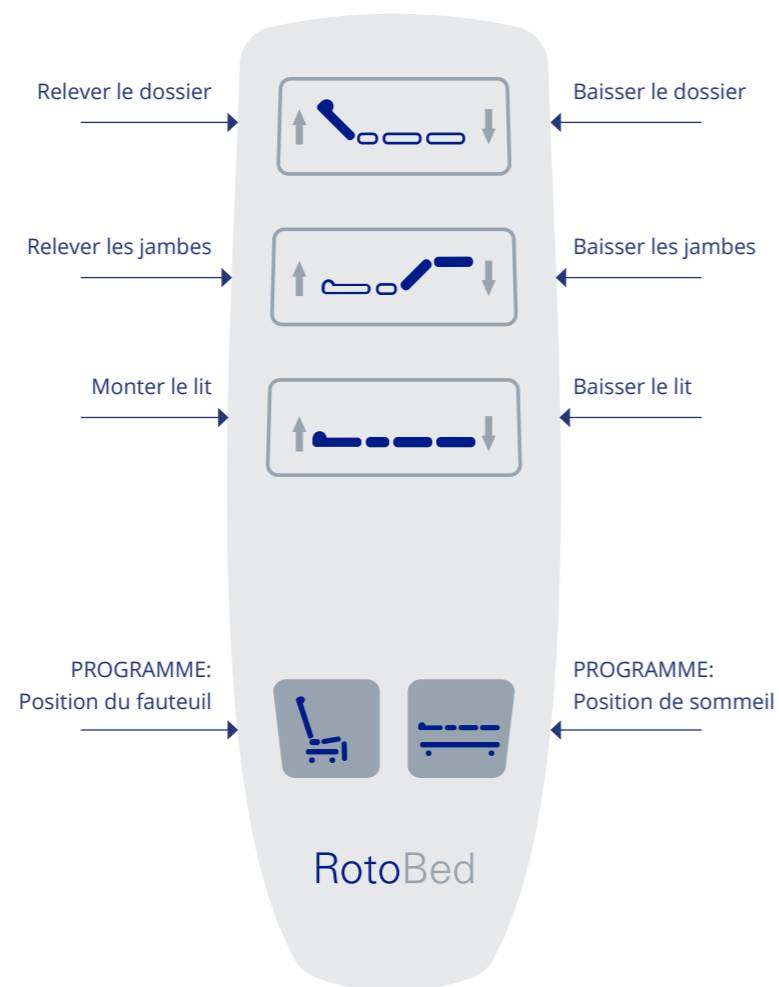 Relever le dossier
Baisser le dossier
Relever les jambes
Baisser les jambes
Monter le lit
Baisser le lit
PROGRAMME:
Position du fauteuil
PROGRAMME:
Position de sommeil
RotoBed